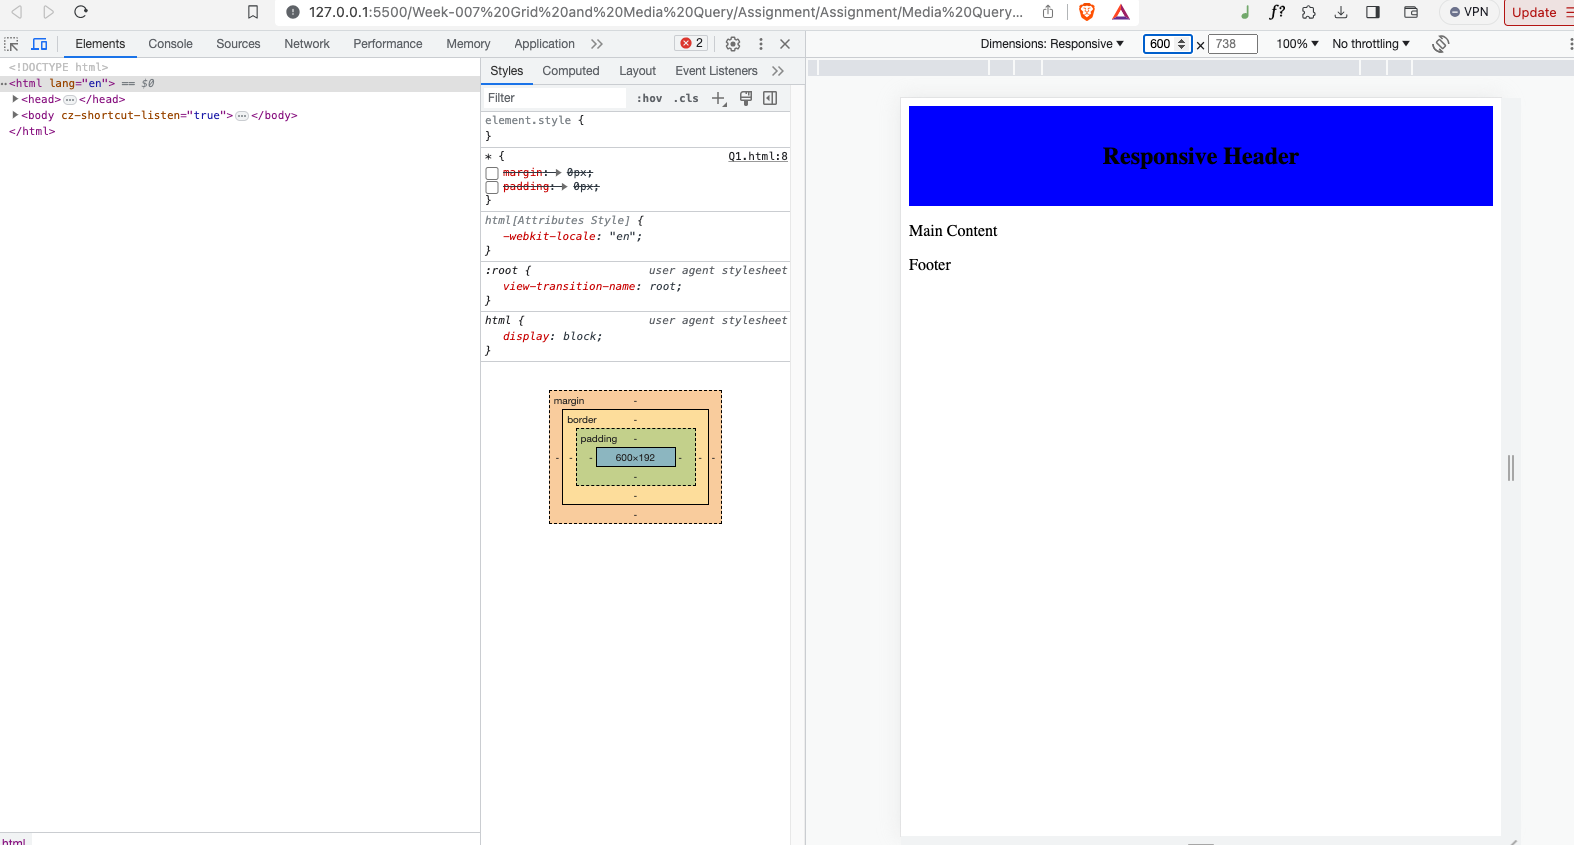 127.0.0.1:5500/Week-007%20Grid%20and%20Media%20Query/Assignment/Assignment/Media%20Query...
f?
VPN
Update
Elements
Console
Sources
Network
Performance
Memory
Application
2
Dimensions: Responsive
600
×
738
100%
No throttling
<!DOCTYPE html>
<html lang="en"> == $0
<head> ... </head>
<body cz-shortcut-listen="true"> ... </body>
</html>
html
Styles
Computed
Layout
Event Listeners
Filter
:hov
.cls
element.style {
}
* {
Q1.html:8
margin: 0px;
padding: 0px;
}
html[Attributes Style] {
-webkit-locale: "en";
}
:root {
user agent stylesheet
view-transition-name: root;
}
html {
user agent stylesheet
display: block;
}
margin -
border -
padding -
- - - 600×192 - - -
-
-
-
Responsive Header
Main Content
Footer